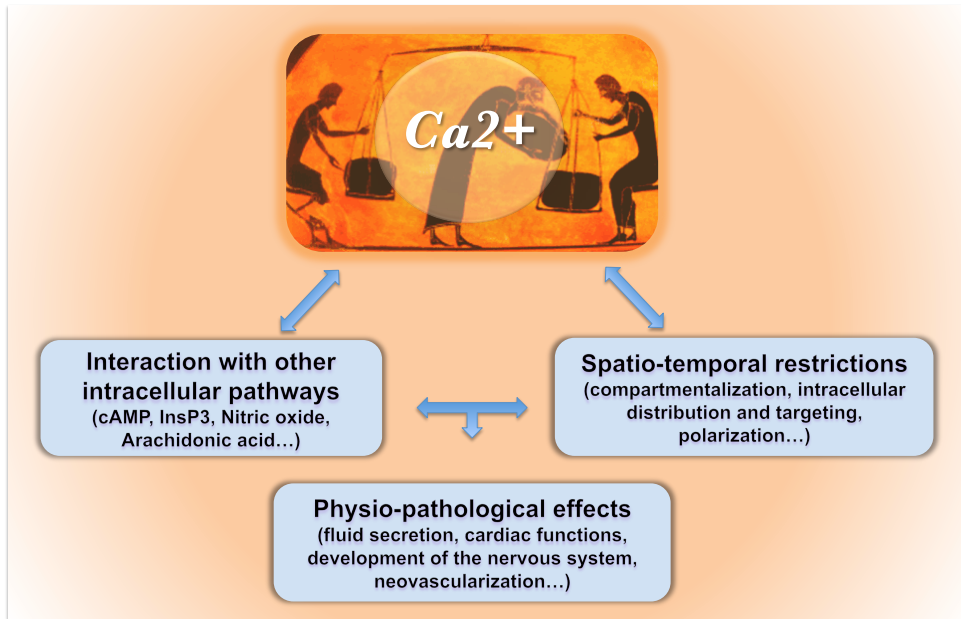 Ca2+
Interaction with other
intracellular pathways
(cAMP, InsP3, Nitric oxide,
Arachidonic acid...)
Spatio-temporal restrictions
(compartmentalization, intracellular
distribution and targeting,
polarization...)
Physio-pathological effects
(fluid secretion, cardiac functions,
development of the nervous system,
neovascularization...)